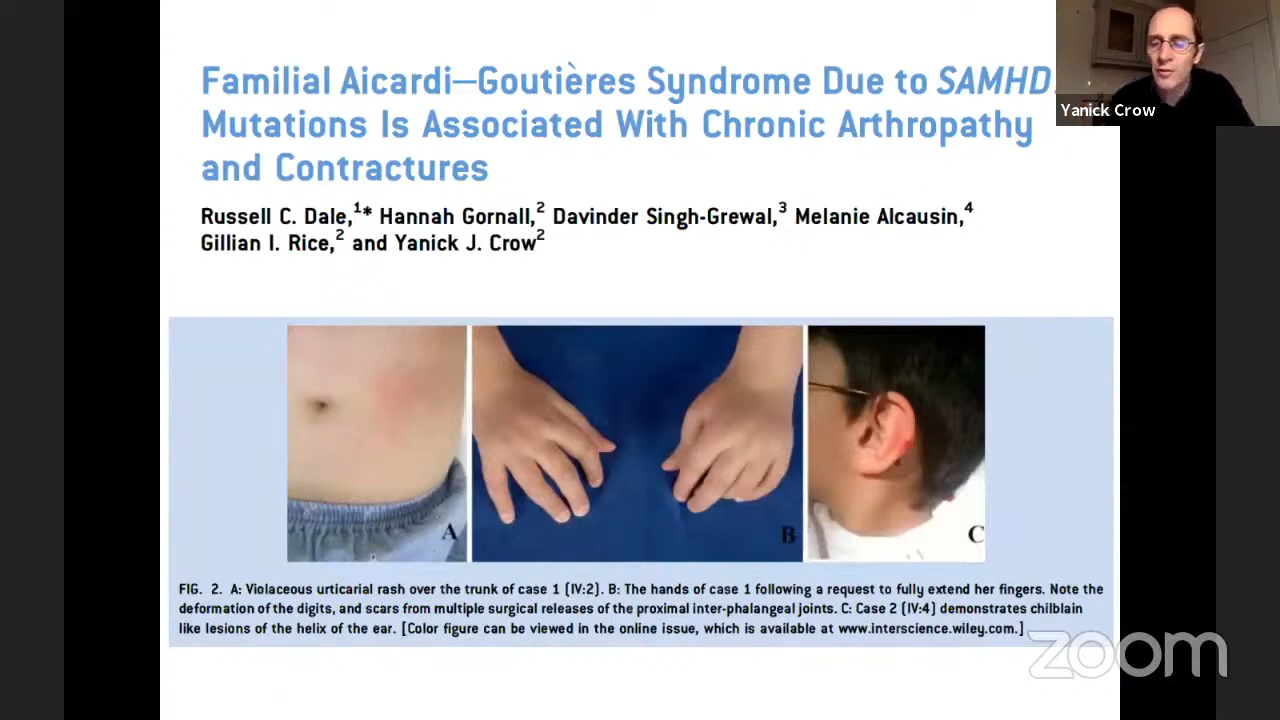 Familial Aicardi–Goutières Syndrome Due to SAMHD
Mutations Is Associated With Chronic Arthropathy
and Contractures
Russell C. Dale,1* Hannah Gornall,2 Davinder Singh-Grewal,3 Melanie Alcausin,4
Gillian I. Rice,2 and Yanick J. Crow2
Yanick Crow
A
B
C
FIG. 2. A: Violaceous urticarial rash over the trunk of case 1 (IV:2). B: The hands of case 1 following a request to fully extend her fingers. Note the
deformation of the digits, and scars from multiple surgical releases of the proximal inter-phalangeal joints. C: Case 2 (IV:4) demonstrates chilblain
like lesions of the helix of the ear. [Color figure can be viewed in the online issue, which is available at www.interscience.wiley.com.]
zoom